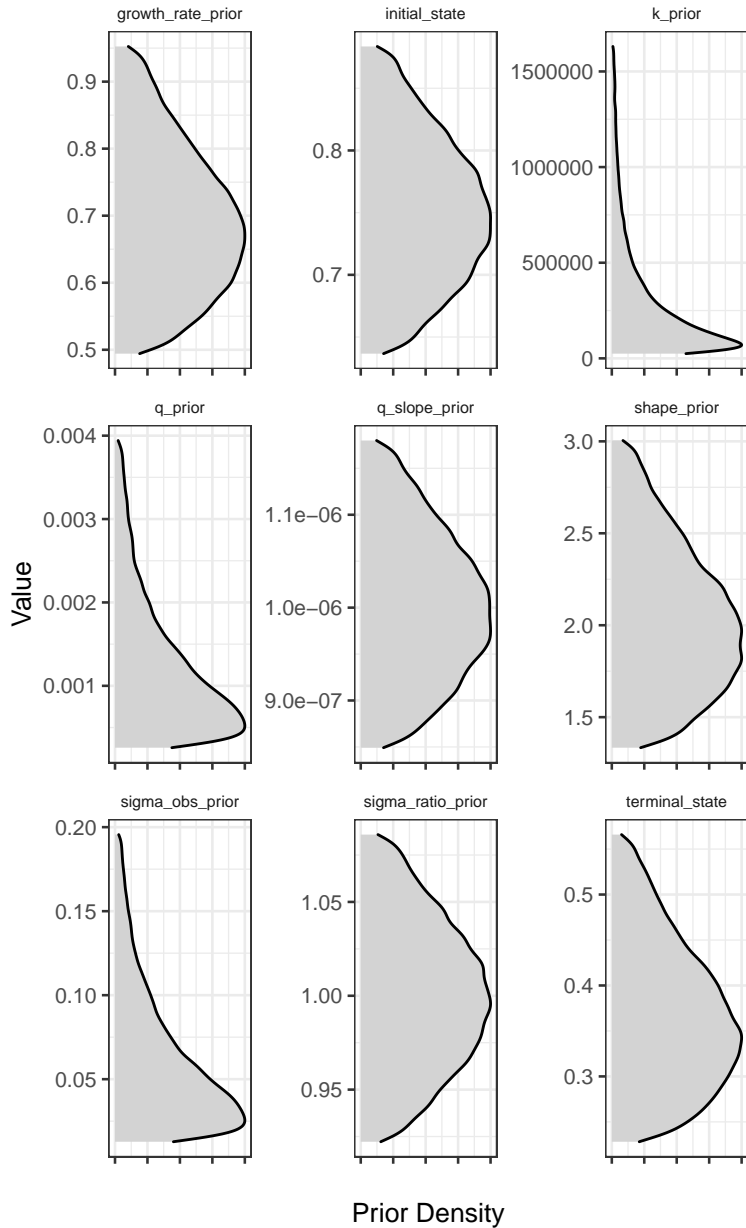 growth_rate_prior
initial_state
k_prior
0.9
0.8
0.7
0.6
0.5
0.8
0.7
1500000
1000000
500000
0
q_prior
q_slope_prior
shape_prior
0.004
0.003
0.002
0.001
1.1e−06
1.0e−06
9.0e−07
3.0
2.5
2.0
1.5
Value
sigma_obs_prior
sigma_ratio_prior
terminal_state
0.20
0.15
0.10
0.05
1.05
1.00
0.95
0.5
0.4
0.3
Prior Density